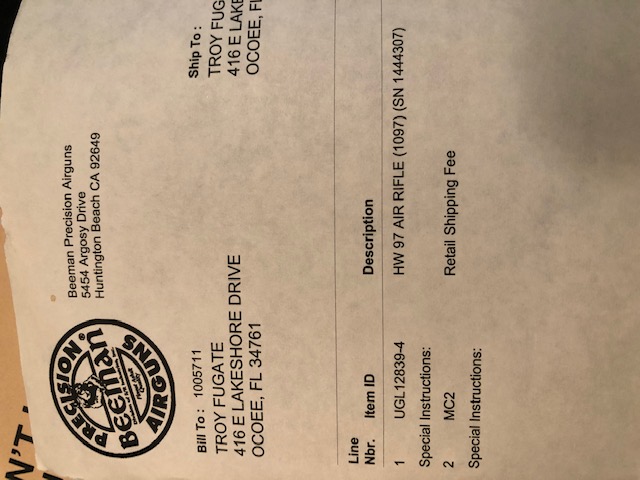 N'T
PRECISION
BEEMAN
AIRGUNS
Beeman Precision Airguns
5454 Argosy Drive
Huntington Beach CA 92649
Bill To : 1005711
TROY FUGATE
416 E LAKESHORE DRIVE
OCOEE, FL 34761
Ship To :
TROY FUG
416 E LAKE
OCOEE, FL
Line
Nbr. Item ID Description
1 UGL12839-4 HW 97 AIR RIFLE (1097) (SN 1444307)
Special Instructions:
2 MC2 Retail Shipping Fee
Special Instructions: